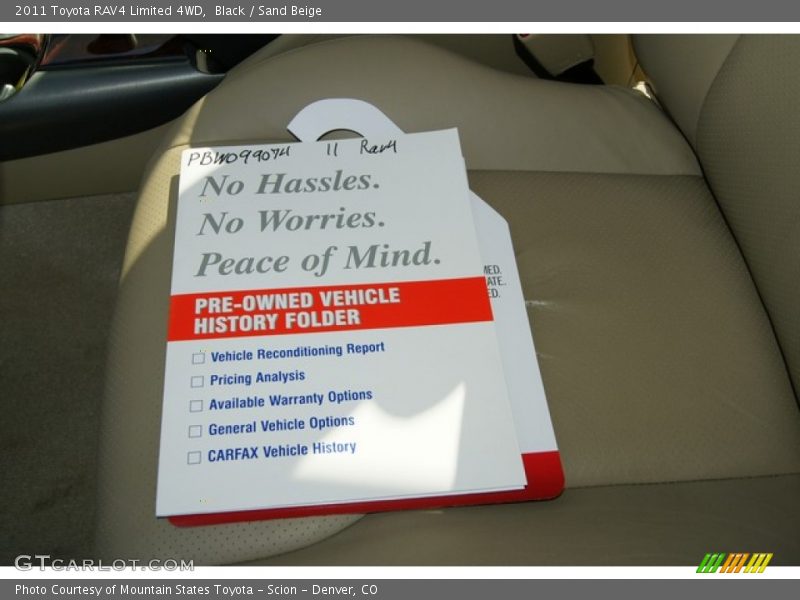 2011 Toyota RAV4 Limited 4WD, Black / Sand Beige
PBW099074 11 Rav4
No Hassles.
No Worries.
Peace of Mind.
PRE-OWNED VEHICLE
HISTORY FOLDER
Vehicle Reconditioning Report
Pricing Analysis
Available Warranty Options
General Vehicle Options
CARFAX Vehicle History
GTCARLOT.COM
Photo Courtesy of Mountain States Toyota - Scion - Denver, CO